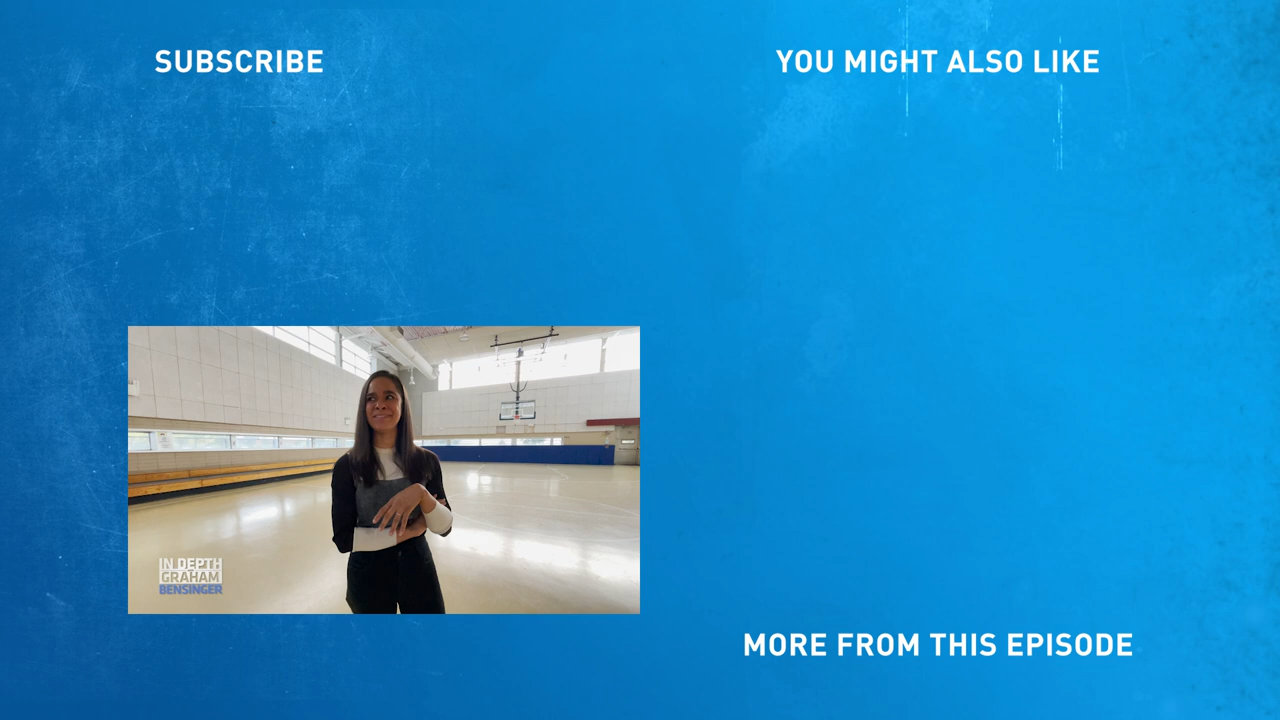 SUBSCRIBE
YOU MIGHT ALSO LIKE
IN DEPTH
GRAHAM
BENSINGER
MORE FROM THIS EPISODE